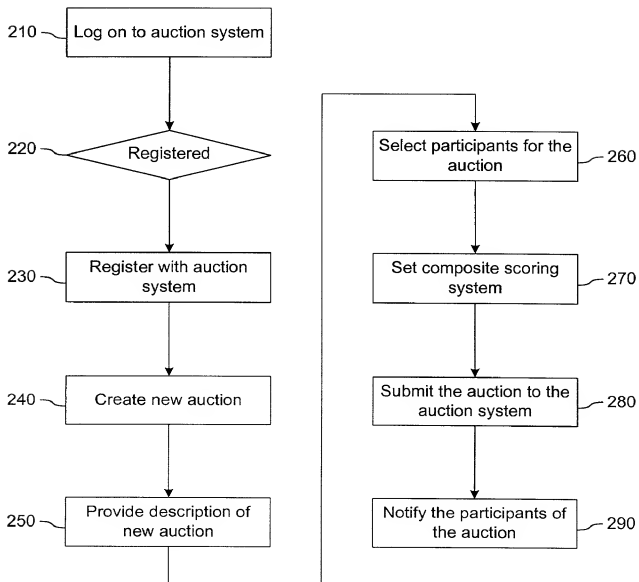 210
Log on to auction system
220
Registered
230
Register with auction
system
240
Create new auction
250
Provide description of
new auction
Select participants for the
auction
260
Set composite scoring
system
270
Submit the auction to the
auction system
280
Notify the participants of
the auction
290